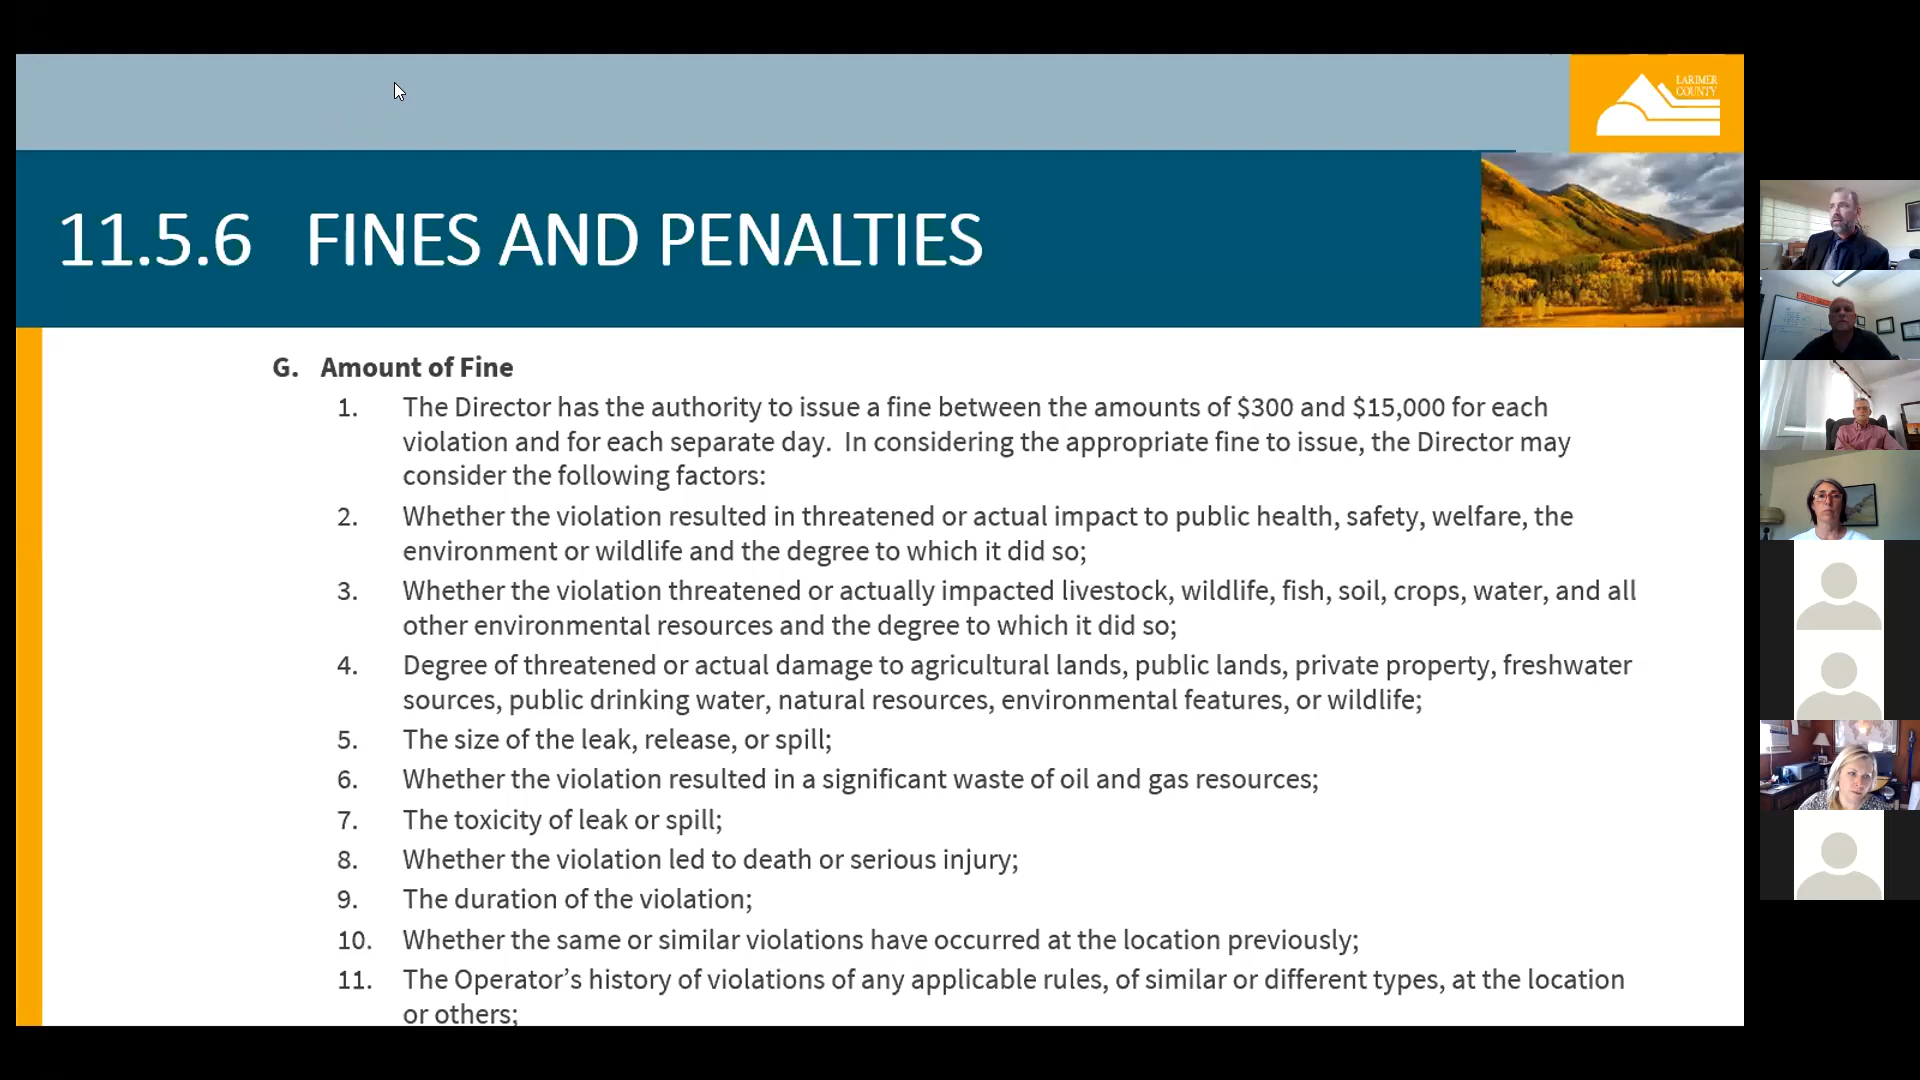 LARIMER
COUNTY
11.5.6 FINES AND PENALTIES
G. Amount of Fine
1. The Director has the authority to issue a fine between the amounts of $300 and $15,000 for each
violation and for each separate day. In considering the appropriate fine to issue, the Director may
consider the following factors:
2. Whether the violation resulted in threatened or actual impact to public health, safety, welfare, the
environment or wildlife and the degree to which it did so;
3. Whether the violation threatened or actually impacted livestock, wildlife, fish, soil, crops, water, and all
other environmental resources and the degree to which it did so;
4. Degree of threatened or actual damage to agricultural lands, public lands, private property, freshwater
sources, public drinking water, natural resources, environmental features, or wildlife;
5. The size of the leak, release, or spill;
6. Whether the violation resulted in a significant waste of oil and gas resources;
7. The toxicity of leak or spill;
8. Whether the violation led to death or serious injury;
9. The duration of the violation;
10. Whether the same or similar violations have occurred at the location previously;
11. The Operator’s history of violations of any applicable rules, of similar or different types, at the location
or others;